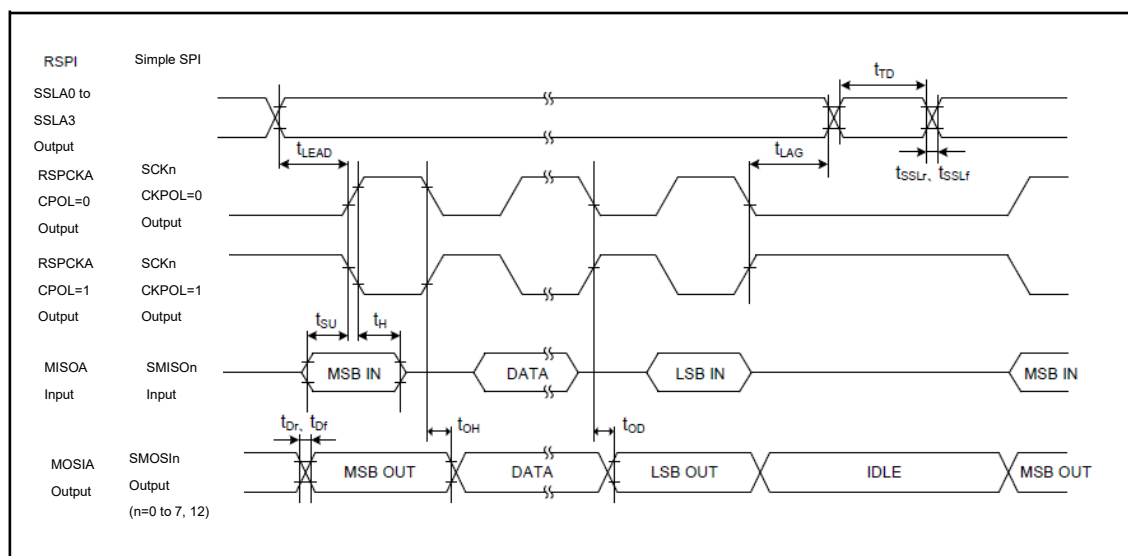 RSPI Simple SPI
SSLA0 to
SSLA3
Output
tTD
tLEAD
tLAG
tSSLr、tSSLf
RSPCKA SCKn
CPOL=0 CKPOL=0
Output Output
RSPCKA SCKn
CPOL=1 CKPOL=1
Output Output
tSU tH
MISOA SMISOn
Input Input
MSB IN DATA LSB IN MSB IN
tDr、tDf tOH tOD
MOSIA SMOSIn
Output Output
(n=0 to 7, 12)
MSB OUT DATA LSB OUT IDLE MSB OUT